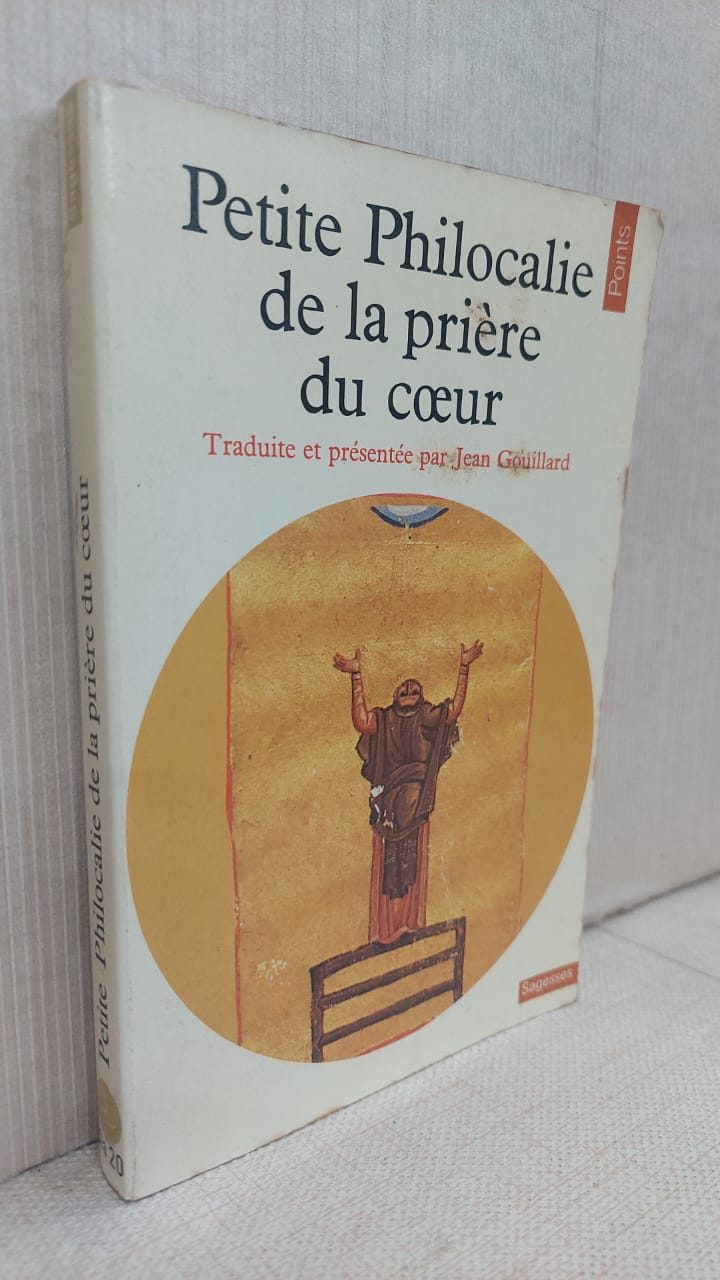 Petite Philocalie
de la prière
du cœur
Traduite et présentée par Jean Gouillard
Points
Sagesses
Petite Philocalie de la prière du cœur
20